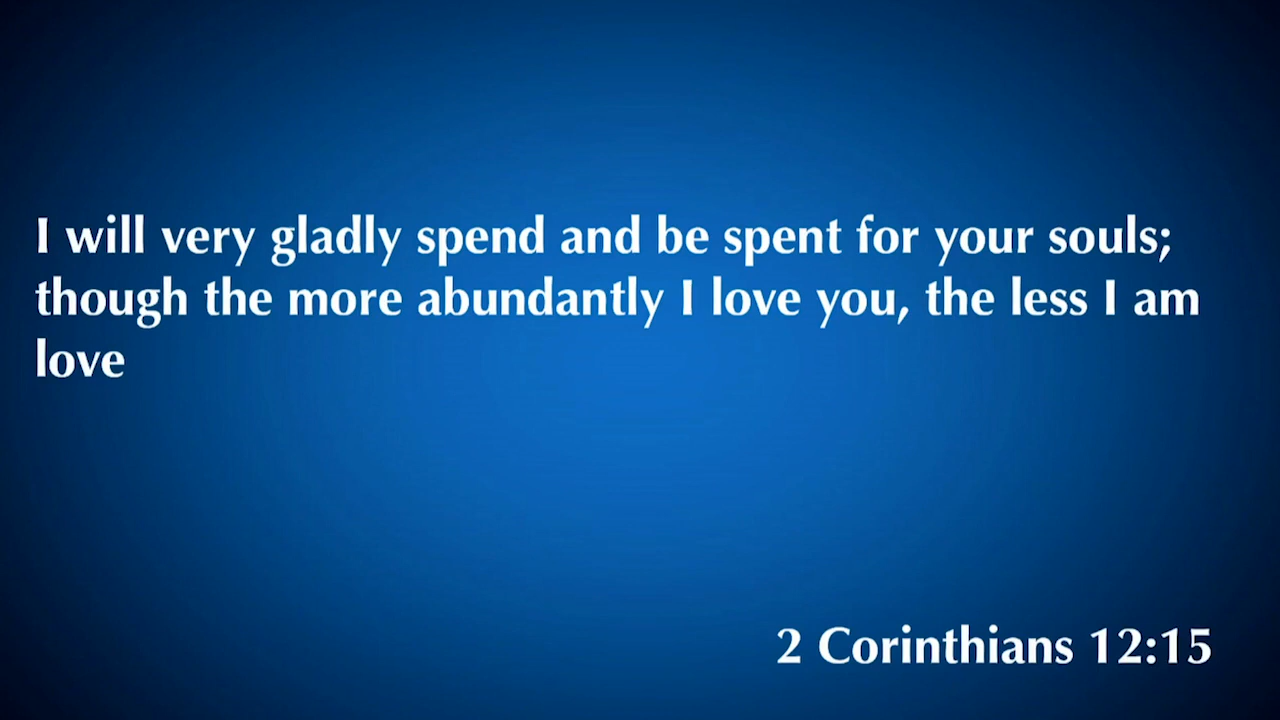 I will very gladly spend and be spent for your souls;
though the more abundantly I love you, the less I am
love
2 Corinthians 12:15